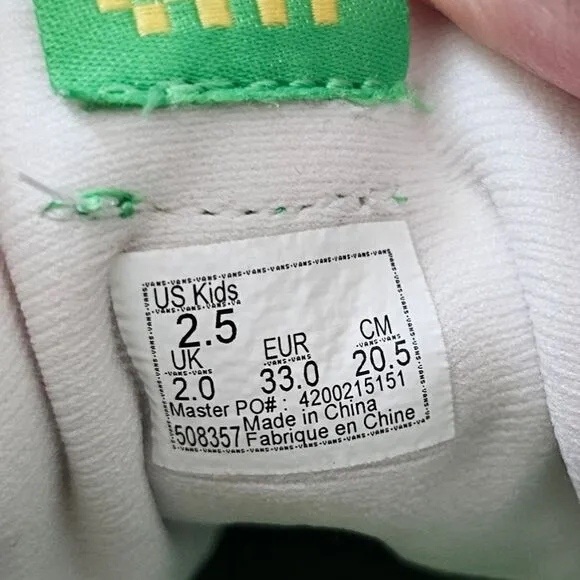 US Kids
2.5
UK EUR CM
2.0 33.0 20.5
Master PO#: 4200215151
Made in China
508357 Fabrique en Chine